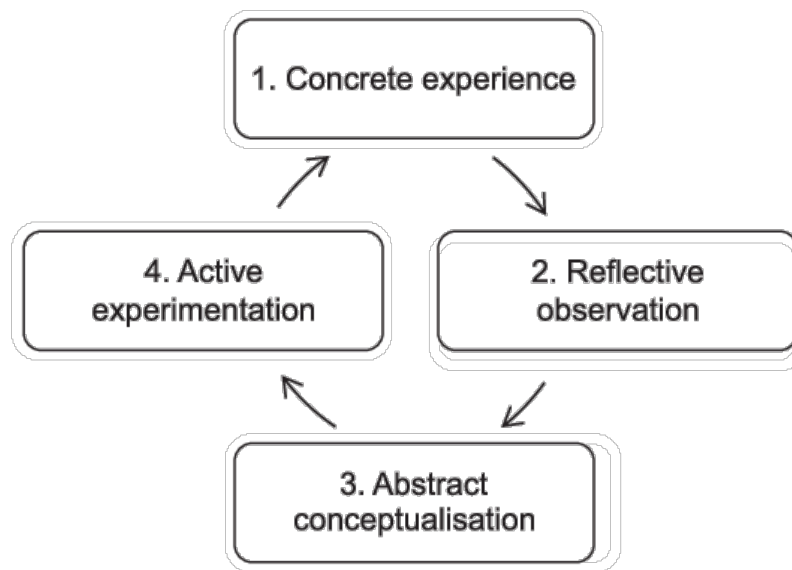 1. Concrete experience
2. Reflective
observation
3. Abstract
conceptualisation
4. Active
experimentation